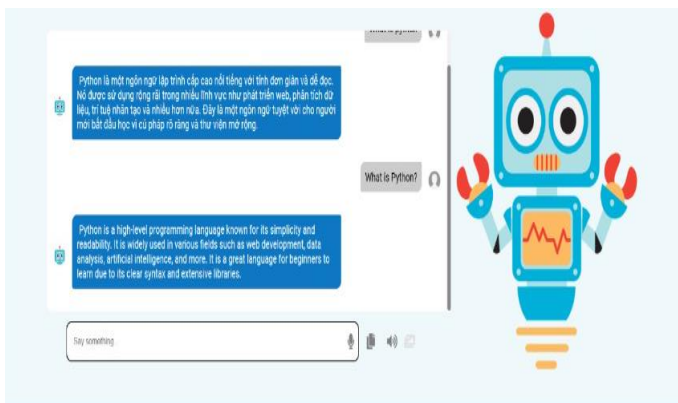 What is python?
Python là một ngôn ngữ lập trình cấp cao nổi tiếng với tính đơn giản và dễ đọc.
Nó được sử dụng rộng rãi trong nhiều lĩnh vực như phát triển web, phân tích dữ
liệu, trí tuệ nhân tạo và nhiều hơn nữa. Đây là một ngôn ngữ tuyệt vời cho người
mới bắt đầu học vì cú pháp rõ ràng và thư viện mở rộng.
What is Python?
Python is a high-level programming language known for its simplicity and
readability. It is widely used in various fields such as web development, data
analysis, artificial intelligence, and more. It is a great language for beginners to
learn due to its clear syntax and extensive libraries.
Say something